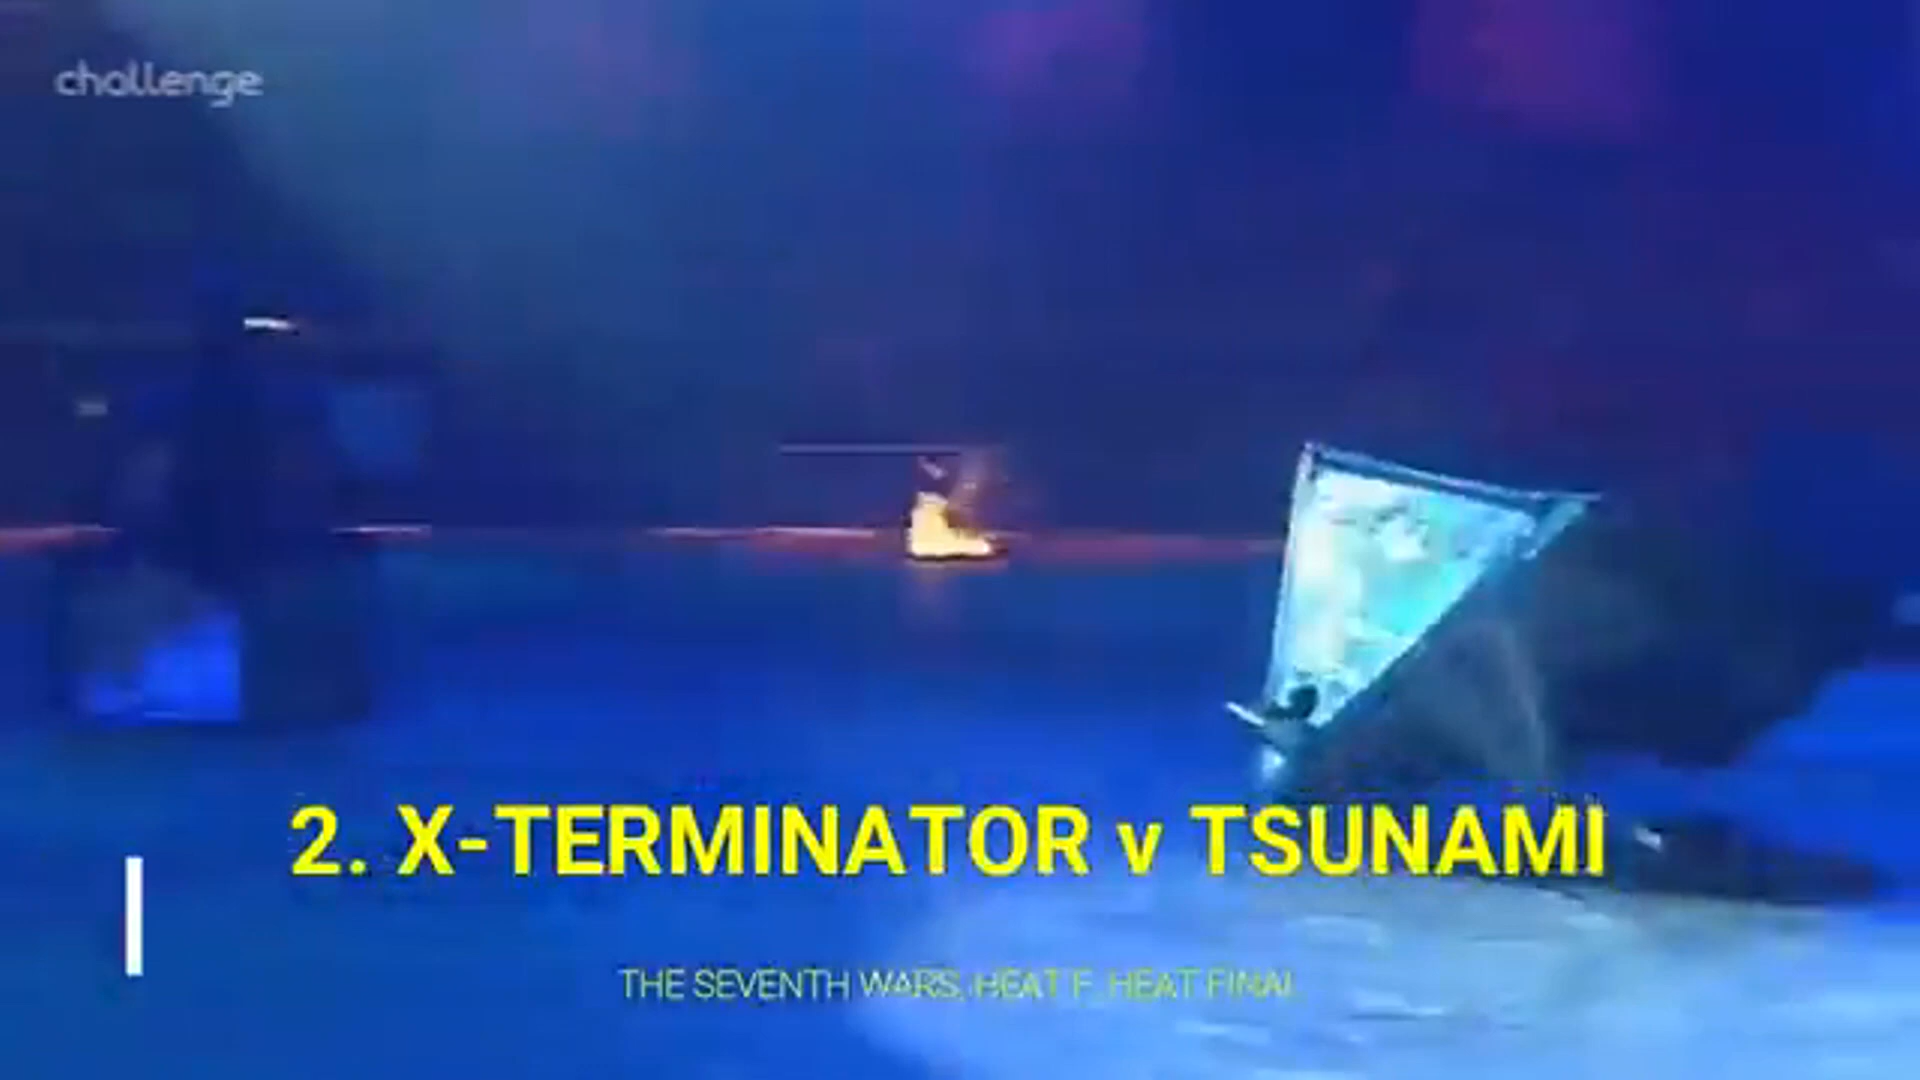 challenge
2. X-TERMINATOR v TSUNAMI
THE SEVENTH WARS, HEAT F, HEAT FINAL